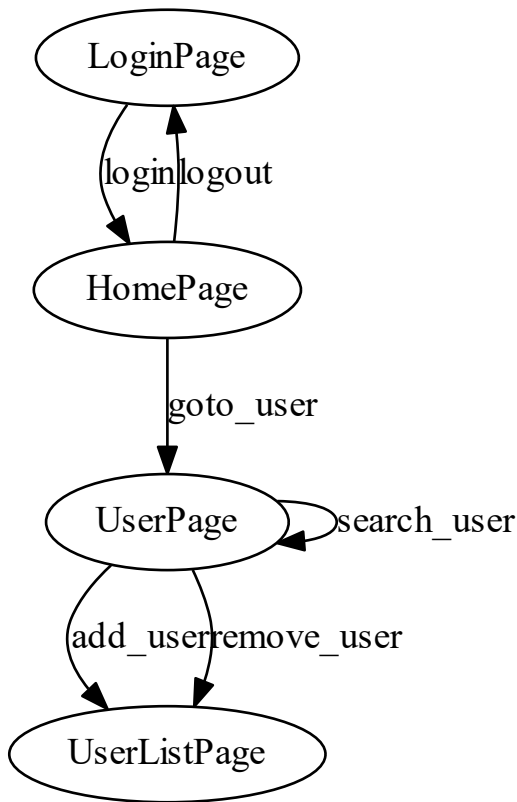 LoginPage
login logout
HomePage
goto_user
UserPage
search_user
add_user remove_user
UserListPage